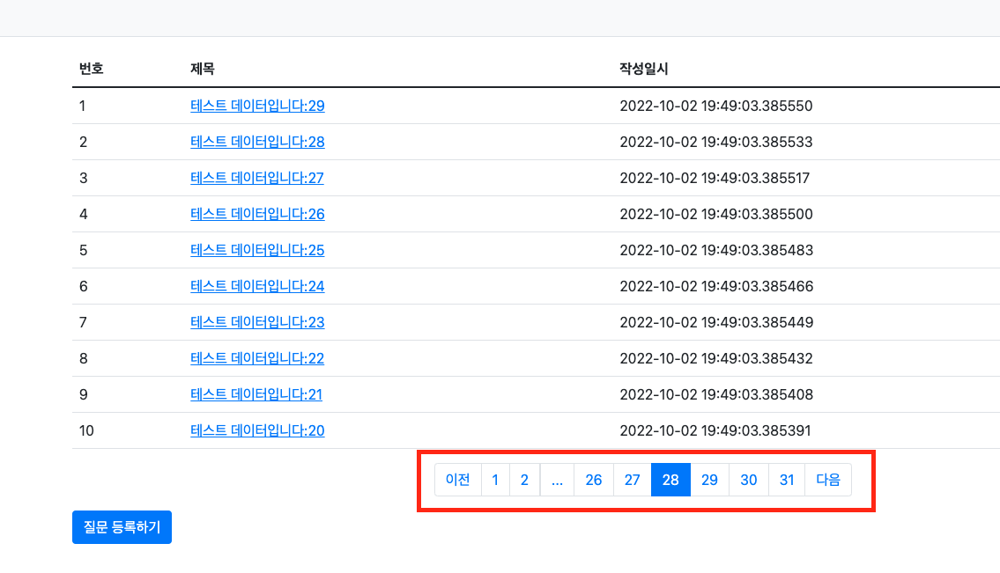 번호 제목 작성일시
1 테스트 데이터입니다:29 2022-10-02 19:49:03.385550
2 테스트 데이터입니다:28 2022-10-02 19:49:03.385533
3 테스트 데이터입니다:27 2022-10-02 19:49:03.385517
4 테스트 데이터입니다:26 2022-10-02 19:49:03.385500
5 테스트 데이터입니다:25 2022-10-02 19:49:03.385483
6 테스트 데이터입니다:24 2022-10-02 19:49:03.385466
7 테스트 데이터입니다:23 2022-10-02 19:49:03.385449
8 테스트 데이터입니다:22 2022-10-02 19:49:03.385432
9 테스트 데이터입니다:21 2022-10-02 19:49:03.385408
10 테스트 데이터입니다:20 2022-10-02 19:49:03.385391
이전 1 2 ... 26 27 28 29 30 31 다음
질문 등록하기